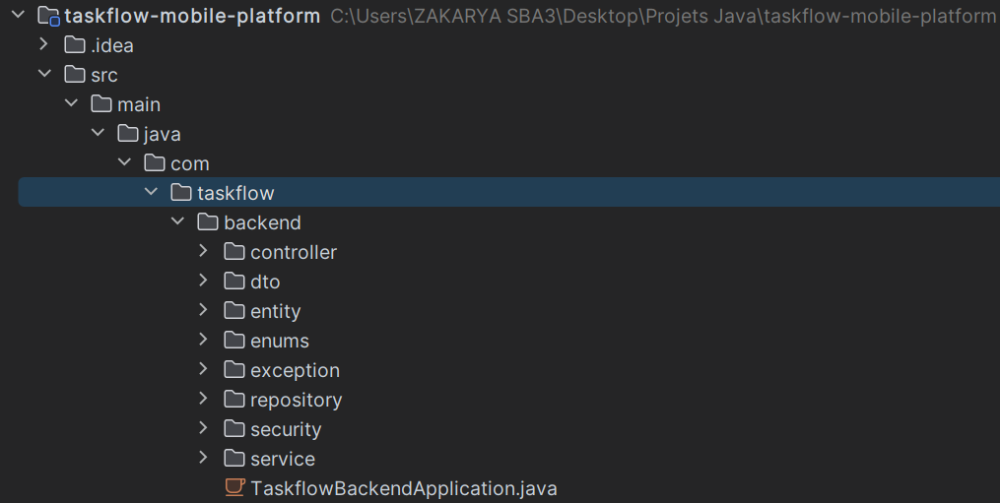 taskflow-mobile-platform C:\Users\ZAKARYA SBA3\Desktop\Projets Java\taskflow-mobile-platform
.idea
src
main
java
com
taskflow
backend
controller
dto
entity
enums
exception
repository
security
service
TaskflowBackendApplication.java